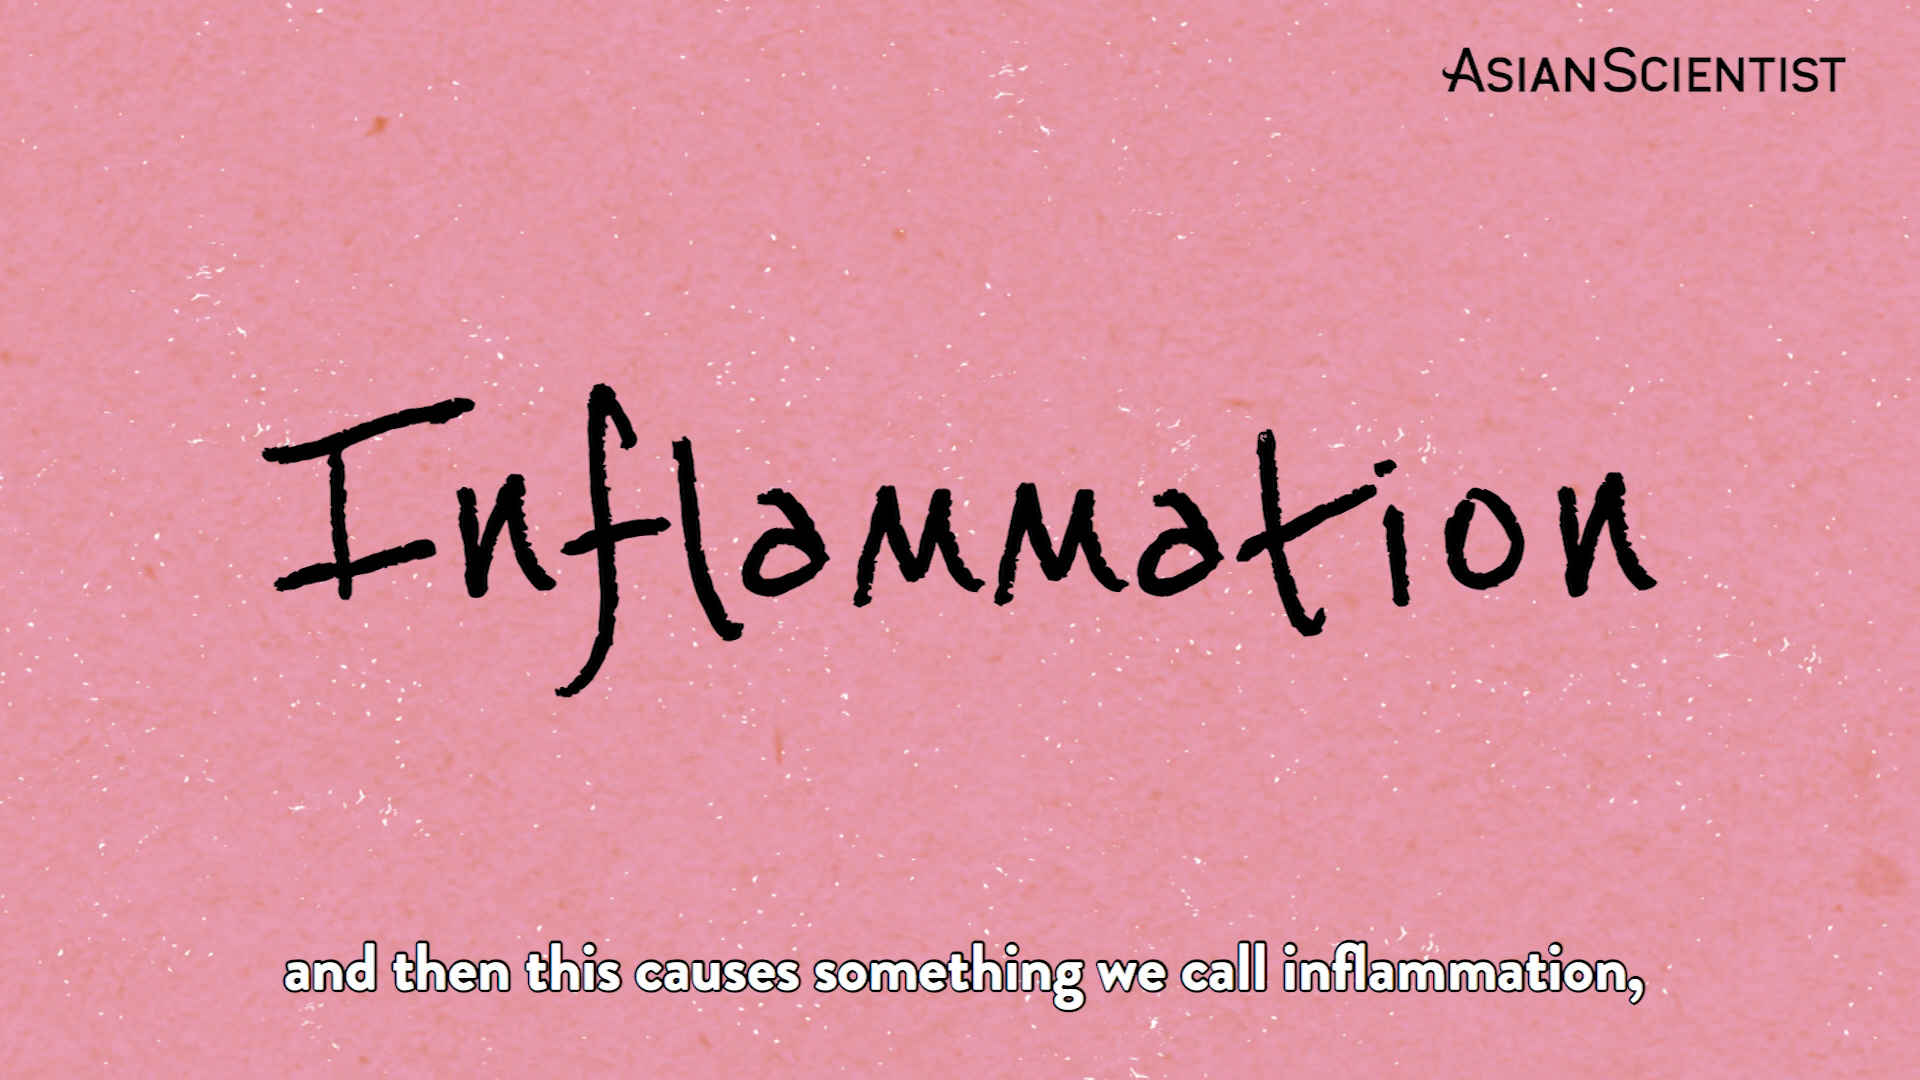 ASIANSCIENTIST
Inflammation
and then this causes something we call inflammation,